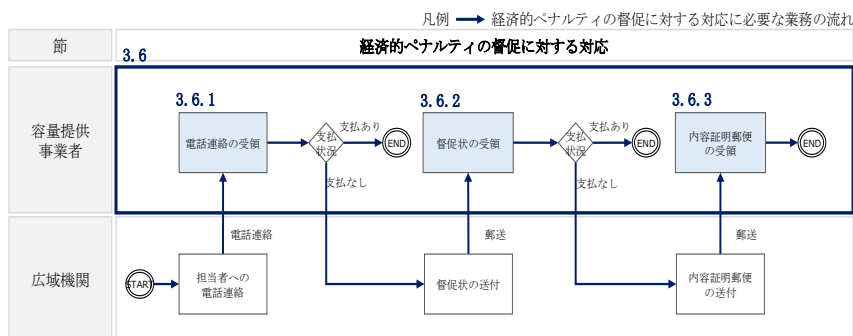 凡例 経済的ペナルティの督促に対する対応に必要な業務の流れ
節
経済的ペナルティの督促に対する対応
3.6
容量提供
事業者
3.6.1
電話連絡の受領
支払
状況
支払あり
END
支払なし
3.6.2
督促状の受領
支払
状況
支払あり
END
支払なし
3.6.3
内容証明郵便
の受領
END
電話連絡
郵送
郵送
広域機関
START
担当者への
電話連絡
督促状の送付
内容証明郵便
の送付